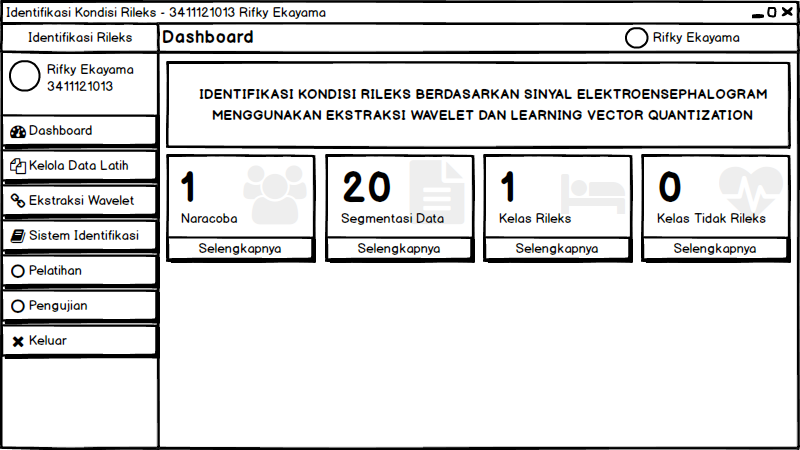 Identifikasi Kondisi Rileks - 3411121013 Rifky Ekayama
Identifikasi Rileks
Dashboard
Rifky Ekayama
Rifky Ekayama
3411121013
Dashboard
Kelola Data Latih
Ekstraksi Wavelet
Sistem Identifikasi
Pelatihan
Pengujian
Keluar
IDENTIFIKASI KONDISI RILEKS BERDASARKAN SINYAL ELEKTROENSEPHALOGRAM
MENGGUNAKAN EKSTRAKSI WAVELET DAN LEARNING VECTOR QUANTIZATION
1
Naracoba
Selengkapnya
20
Segmentasi Data
Selengkapnya
1
Kelas Rileks
Selengkapnya
0
Kelas Tidak Rileks
Selengkapnya